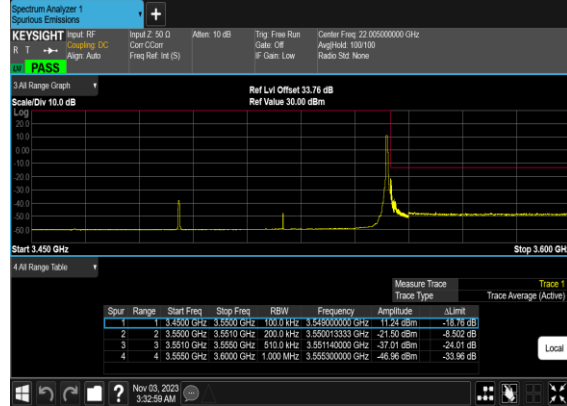 Spectrum Analyzer 1
Spurious Emissions
KEYSIGHT Input: RF Input Z: 50 Ω Atten: 10 dB Trig: Free Run Center Freq: 22.005000000 GHz
R T Coupling: DC Corr CCorr Gate: Off Avg|Hold: 100/100
Align: Auto Freq Ref: Int (S) IF Gain: Low Radio Std: None
PASS
3 All Range Graph Ref Lvl Offset 33.76 dB
Scale/Div 10.0 dB Ref Value 30.00 dBm
Log
20.0
10.0
0.00
-10.0
-20.0
-30.0
-40.0
-50.0
-60.0
Start 3.450 GHz Stop 3.600 GHz
4 All Range Table
Measure Trace Trace 1
Trace Type Trace Average (Active)
Spur Range Start Freq Stop Freq RBW Frequency Amplitude ΔLimit
1 1 3.4500 GHz 3.5500 GHz 100.0 kHz 3.549000000 GHz 11.24 dBm -18.76 dB
2 2 3.5500 GHz 3.5510 GHz 200.0 kHz 3.550013333 GHz -21.50 dBm -8.502 dB
3 3 3.5510 GHz 3.5550 GHz 510.0 kHz 3.551140000 GHz -37.01 dBm -24.01 dB
4 4 3.5550 GHz 3.6000 GHz 1.000 MHz 3.555300000 GHz -46.96 dBm -33.96 dB
Local
? Nov 03, 2023
3:32:59 AM